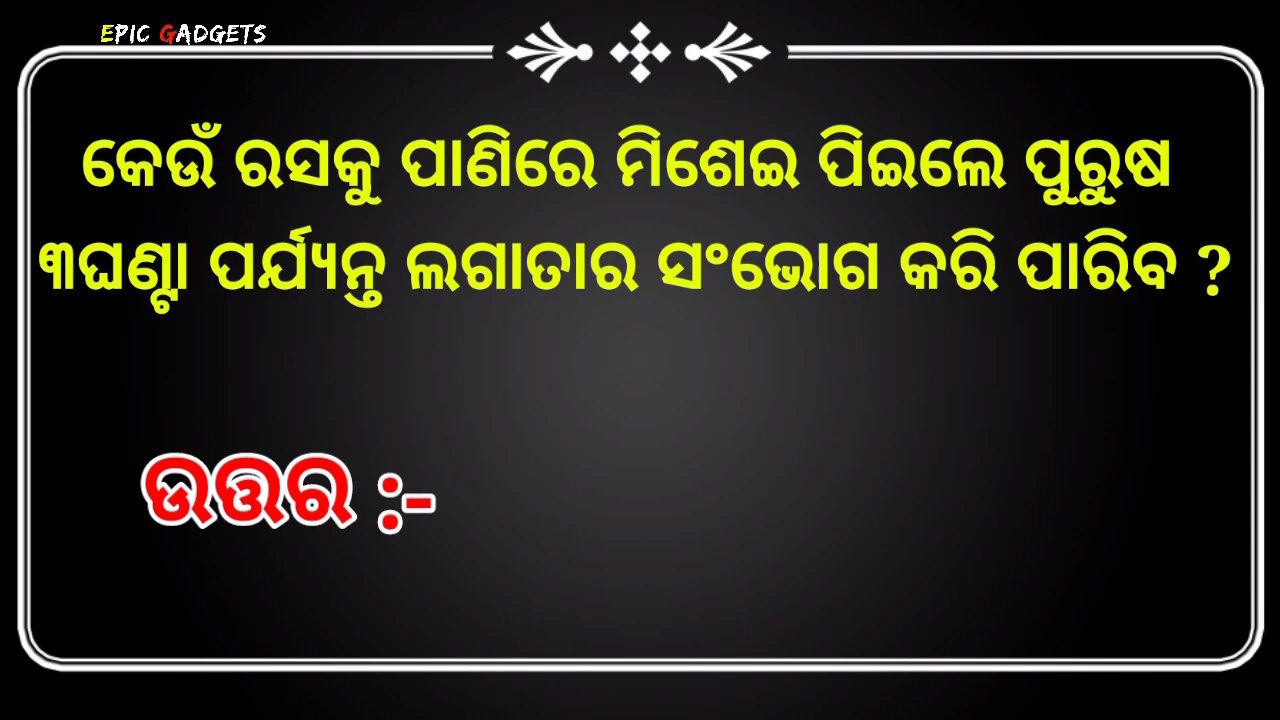 EPIC GADGETS
କେଉଁ ରସକୁ ପାଣିରେ ମିଶେଇ ପିଇଲେ ପୁରୁଷ
୩ଘଣ୍ଟା ପର୍ଯ୍ୟନ୍ତ ଲଗାତାର ସଂଭୋଗ କରି ପାରିବ ?
ଉତ୍ତର :-